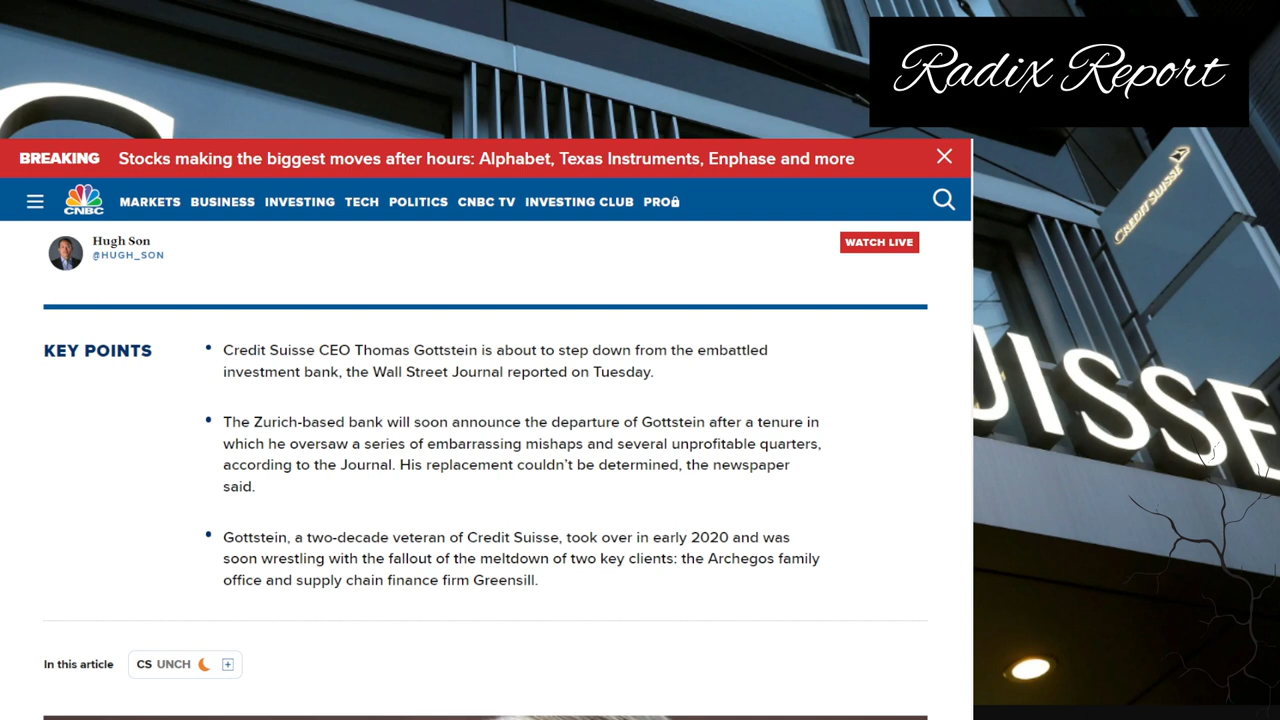 Radix Report
BREAKING Stocks making the biggest moves after hours: Alphabet, Texas Instruments, Enphase and more
CNBC
MARKETS BUSINESS INVESTING TECH POLITICS CNBC TV INVESTING CLUB PRO
Hugh Son
@HUGH_SON
WATCH LIVE
KEY POINTS
• Credit Suisse CEO Thomas Gottstein is about to step down from the embattled
investment bank, the Wall Street Journal reported on Tuesday.
• The Zurich-based bank will soon announce the departure of Gottstein after a tenure in
which he oversaw a series of embarrassing mishaps and several unprofitable quarters,
according to the Journal. His replacement couldn't be determined, the newspaper
said.
• Gottstein, a two-decade veteran of Credit Suisse, took over in early 2020 and was
soon wrestling with the fallout of the meltdown of two key clients: the Archegos family
office and supply chain finance firm Greensill.
In this article CS UNCH
CREDIT SUISSE
UISSE